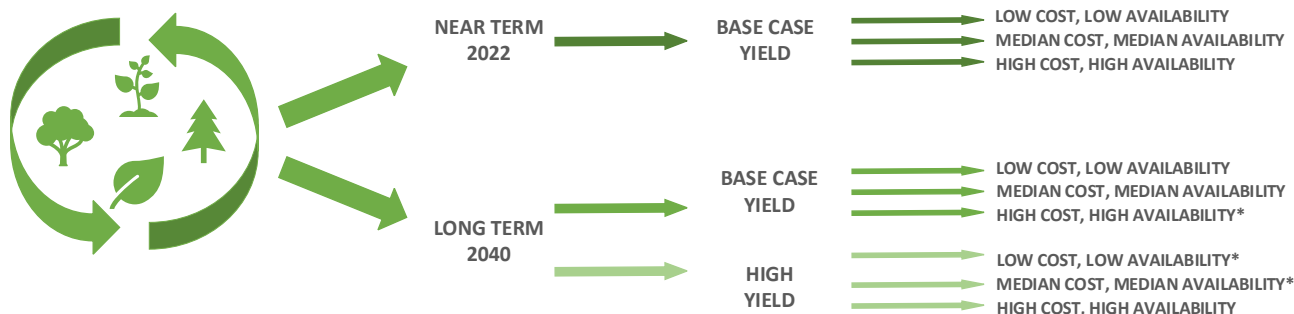 NEAR TERM
2022
BASE CASE
YIELD
LOW COST, LOW AVAILABILITY
MEDIAN COST, MEDIAN AVAILABILITY
HIGH COST, HIGH AVAILABILITY
LONG TERM
2040
BASE CASE
YIELD
LOW COST, LOW AVAILABILITY
MEDIAN COST, MEDIAN AVAILABILITY
HIGH COST, HIGH AVAILABILITY*
HIGH
YIELD
LOW COST, LOW AVAILABILITY*
MEDIAN COST, MEDIAN AVAILABILITY*
HIGH COST, HIGH AVAILABILITY